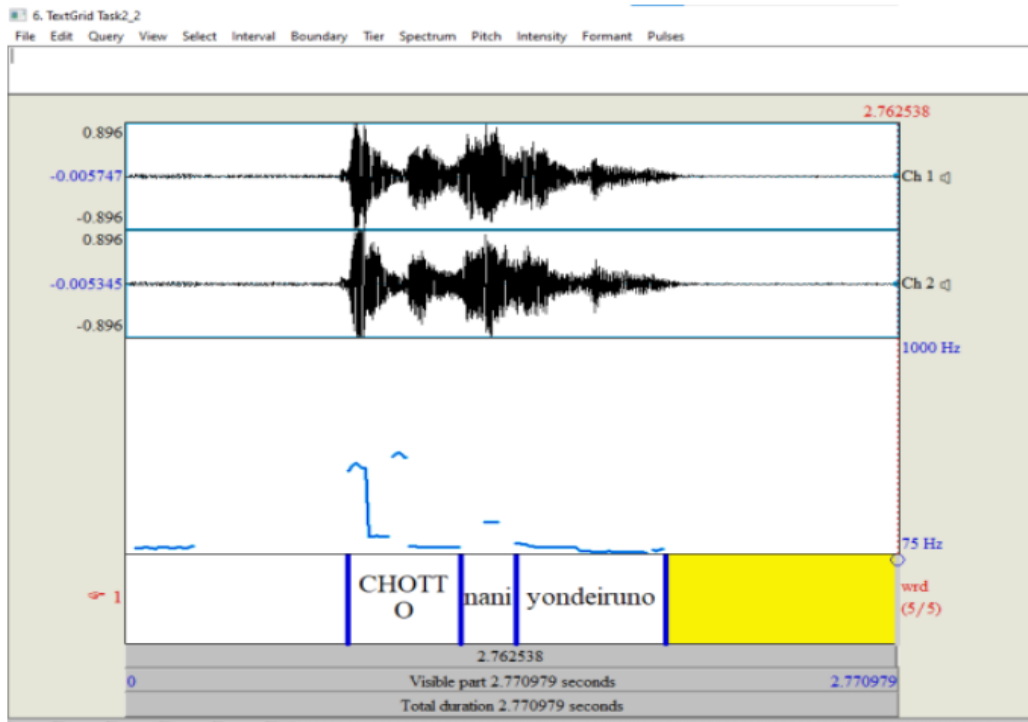 6. TextGrid Task2_2
File Edit Query View Select Interval Boundary Tier Spectrum Pitch Intensity Formant Pulses
2.762538
0.896
-0.005747
Ch 1
-0.896
0.896
-0.005345
Ch 2
-0.896
1000 Hz
75 Hz
1
CHOTT
O
nani
yondeiruno
wrd
(5/5)
2.762538
0
Visible part 2.770979 seconds
2.770979
Total duration 2.770979 seconds